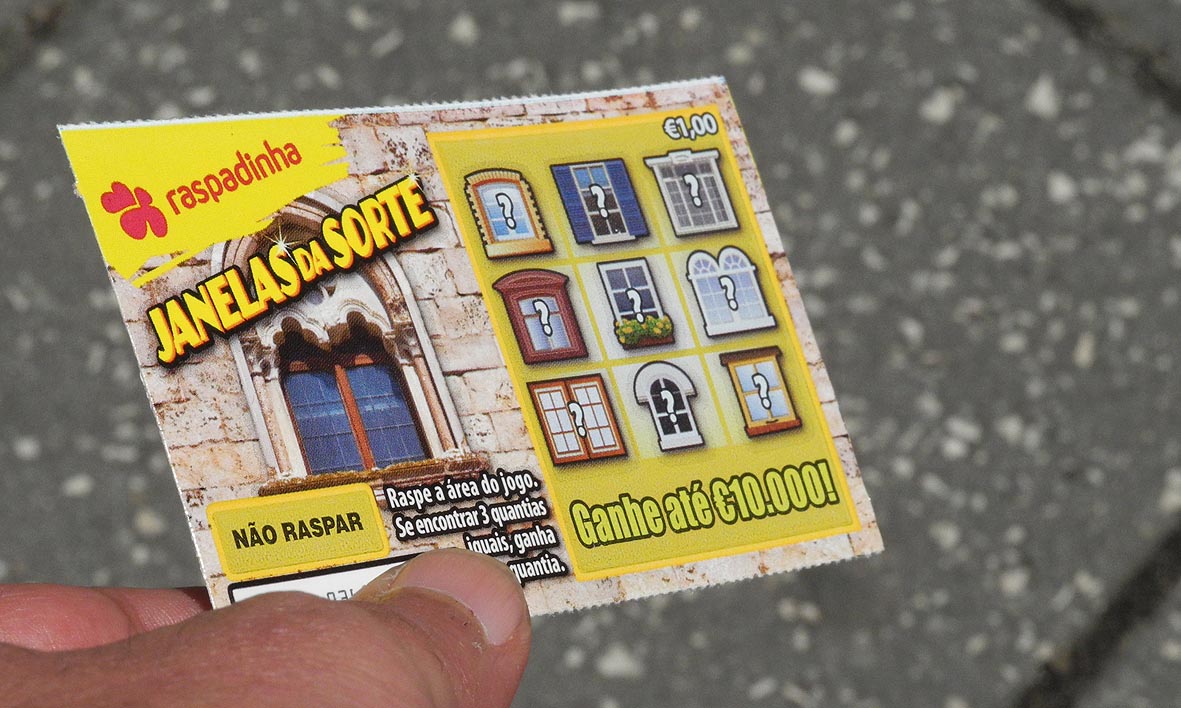 raspadinha
JANELAS DA SORTE
€1,00
?
?
?
?
?
?
?
?
?
Ganhe até €10.000!
NÃO RASPAR
Raspe a área do jogo.
Se encontrar 3 quantias
iguais, ganha
quantia.